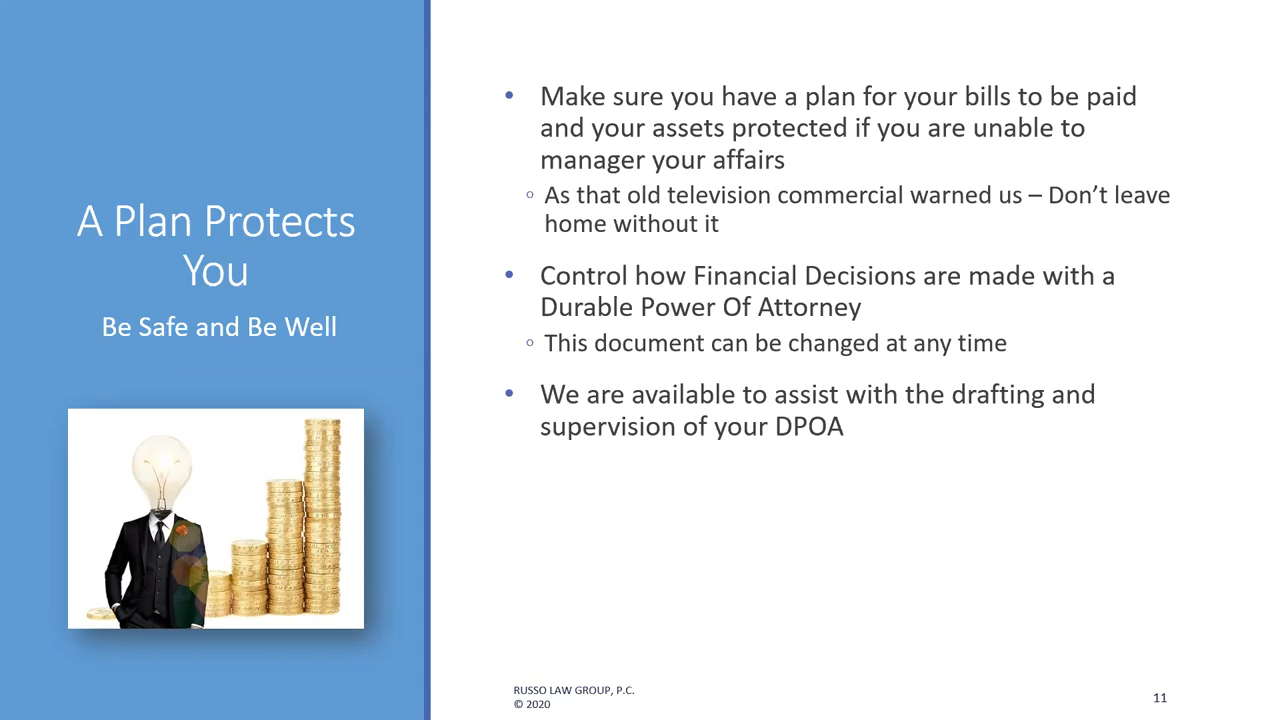 A Plan Protects
You
Be Safe and Be Well
• Make sure you have a plan for your bills to be paid
and your assets protected if you are unable to
manager your affairs
◦ As that old television commercial warned us – Don’t leave
home without it
• Control how Financial Decisions are made with a
Durable Power Of Attorney
◦ This document can be changed at any time
• We are available to assist with the drafting and
supervision of your DPOA
RUSSO LAW GROUP, P.C.
© 2020
11